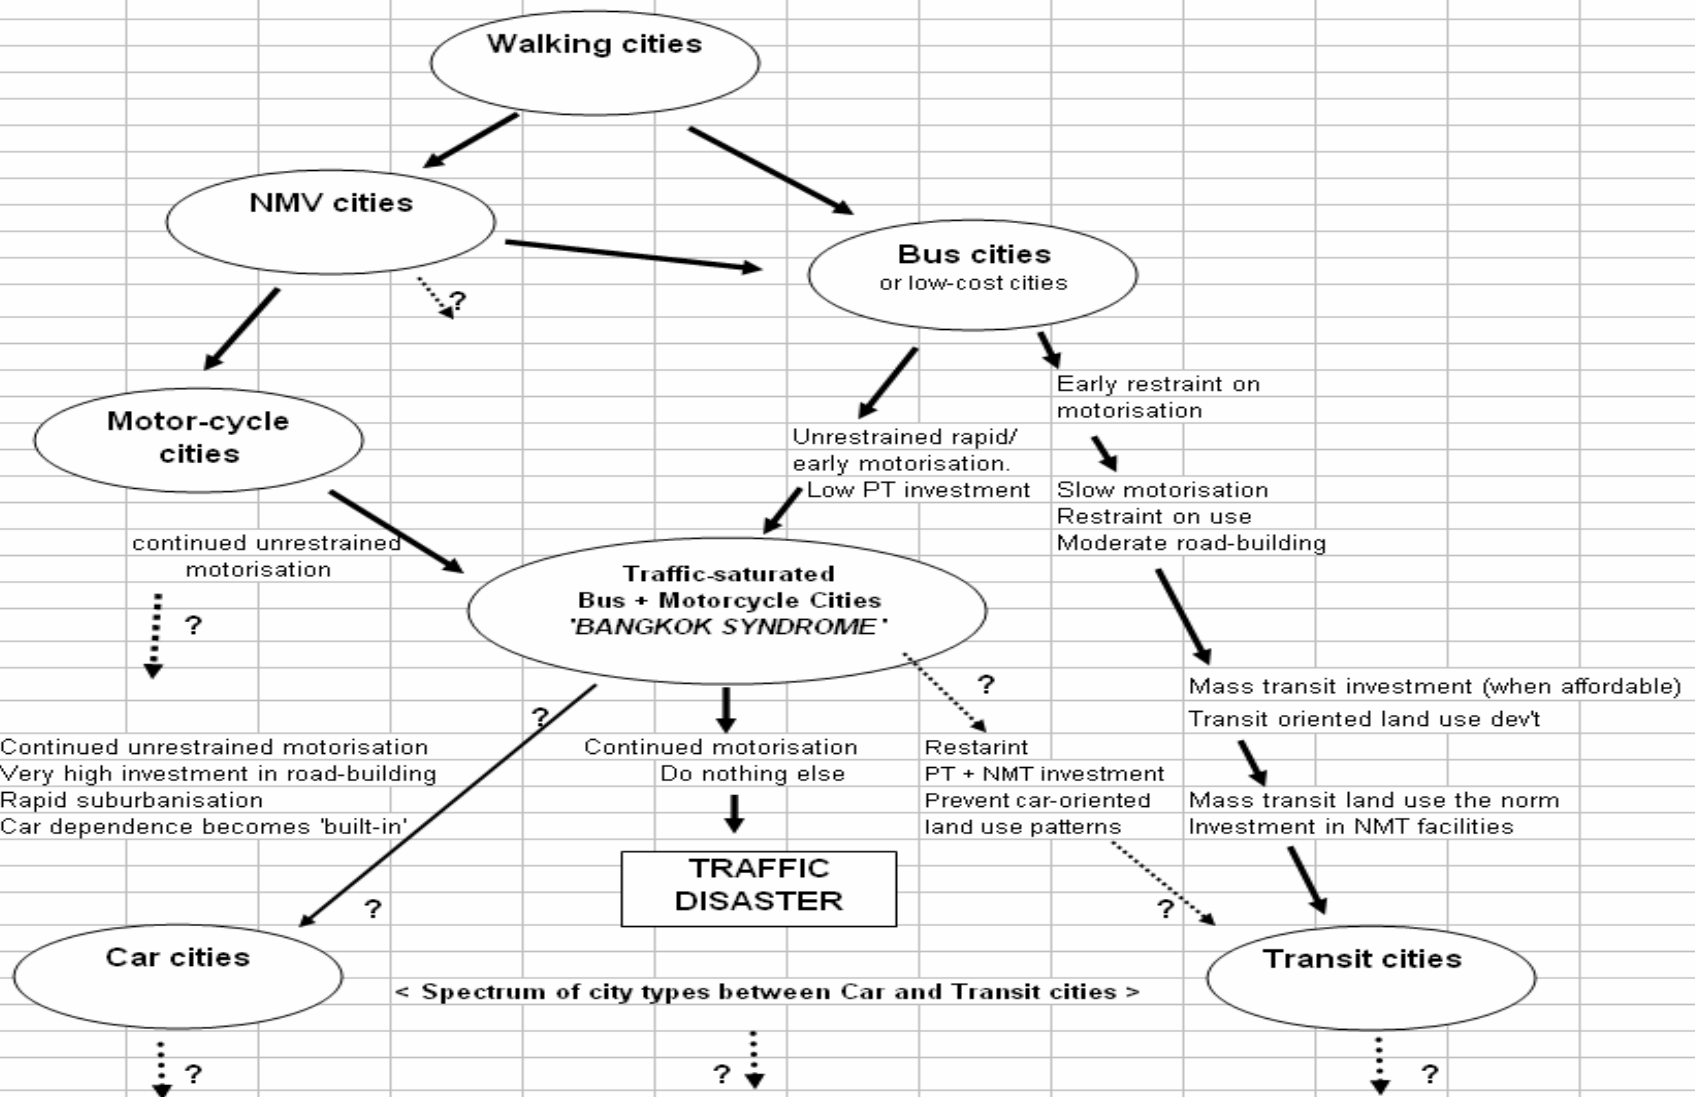 Walking cities
NMV cities
Bus cities
or low-cost cities
?
Early restraint on
motorisation
Motor-cycle
cities
Unrestrained rapid/
early motorisation.
Low PT investment
Slow motorisation
Restraint on use
Moderate road-building
continued unrestrained
motorisation
?
Traffic-saturated
Bus + Motorcycle Cities
'BANGKOK SYNDROME'
?
Mass transit investment (when affordable)
Transit oriented land use dev't
?
Continued unrestrained motorisation
Very high investment in road-building
Rapid suburbanisation
Car dependence becomes 'built-in'
Continued motorisation
Do nothing else
Restarint
PT + NMT investment
Prevent car-oriented
land use patterns
Mass transit land use the norm
Investment in NMT facilities
TRAFFIC
DISASTER
?
?
Car cities
Transit cities
< Spectrum of city types between Car and Transit cities >
?
?
?